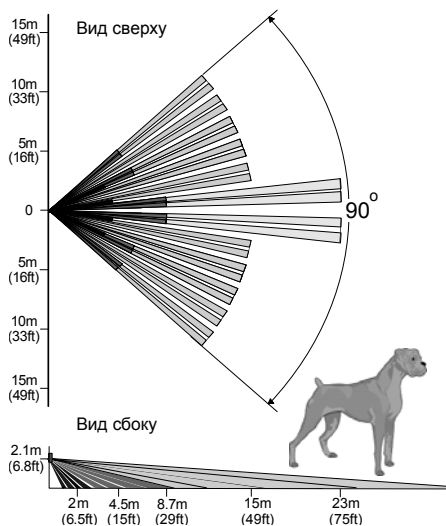 Вид сверху
15m
(49ft)
10m
(33ft)
5m
(16ft)
0
5m
(16ft)
10m
(33ft)
15m
(49ft)
90°
Вид сбоку
2.1m
(6.8ft)
2m
(6.5ft)
4.5m
(15ft)
8.7m
(29ft)
15m
(49ft)
23m
(75ft)